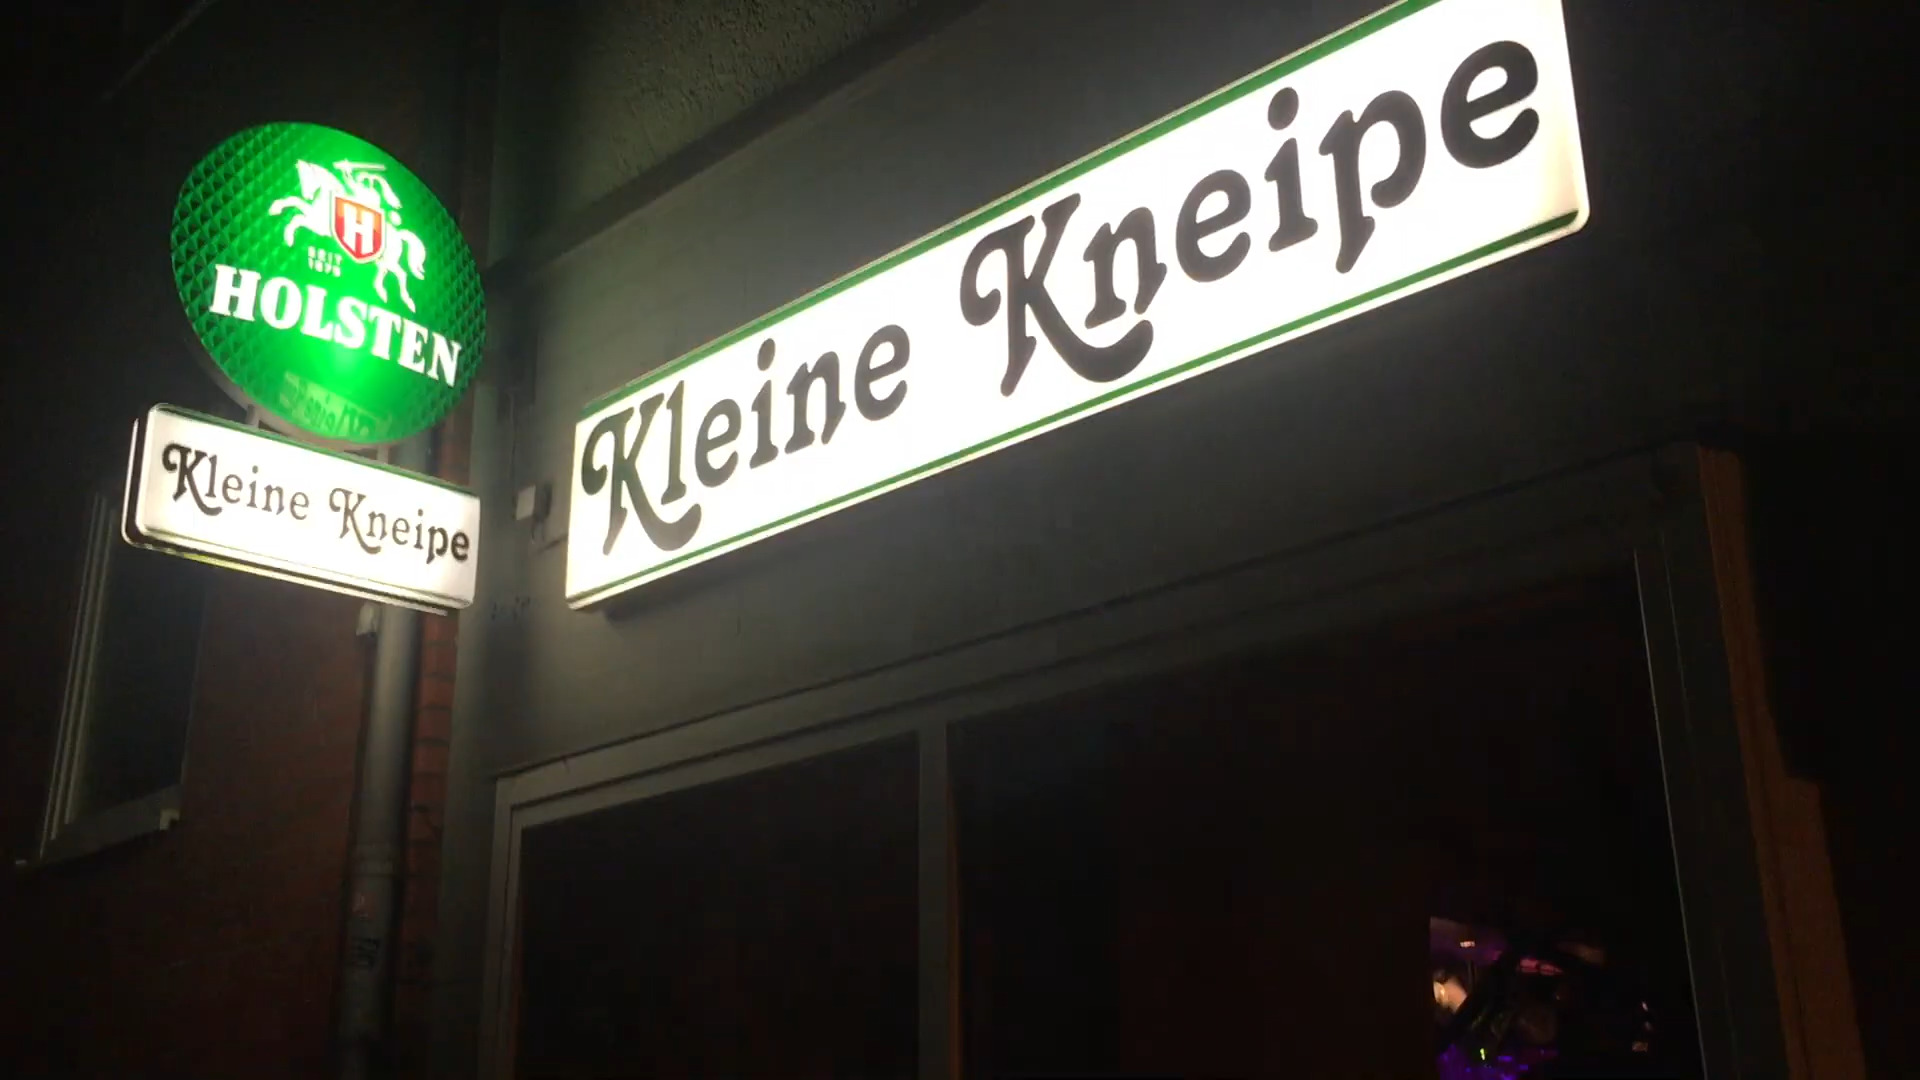 H
SEIT
1879
HOLSTEN
Kleine Kneipe
Kleine Kneipe